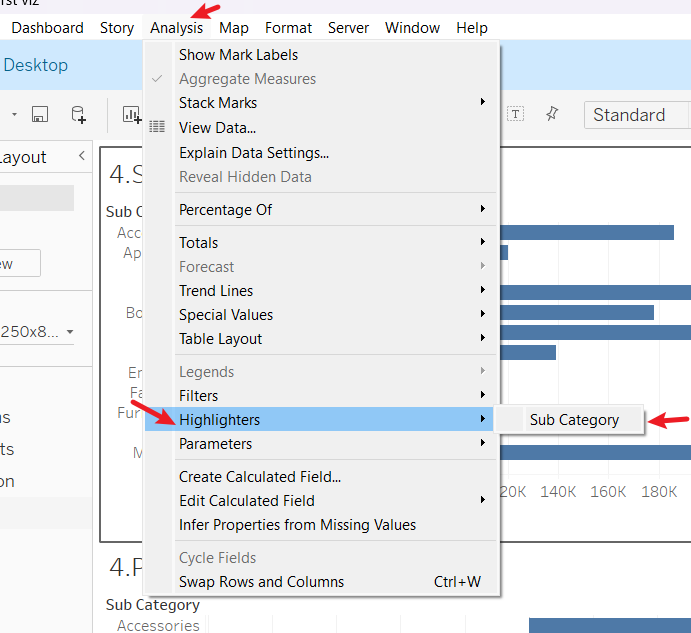 rst viz
Dashboard Story Analysis Map Format Server Window Help
Desktop
Show Mark Labels
Aggregate Measures
Stack Marks
View Data...
Explain Data Settings...
Reveal Hidden Data
Percentage Of
Totals
Forecast
Trend Lines
Special Values
Table Layout
Legends
Filters
Highlighters
Sub Category
Parameters
Create Calculated Field...
Edit Calculated Field
Infer Properties from Missing Values
Cycle Fields
Swap Rows and Columns Ctrl+W
T
Standard
ayout
ew
250x8...
ns
ts
on
4.S
Sub C
Acc
Ap
Bo
En
Fa
Fur
M
20K 140K 160K 180K
4.P
Sub Category
Accessories